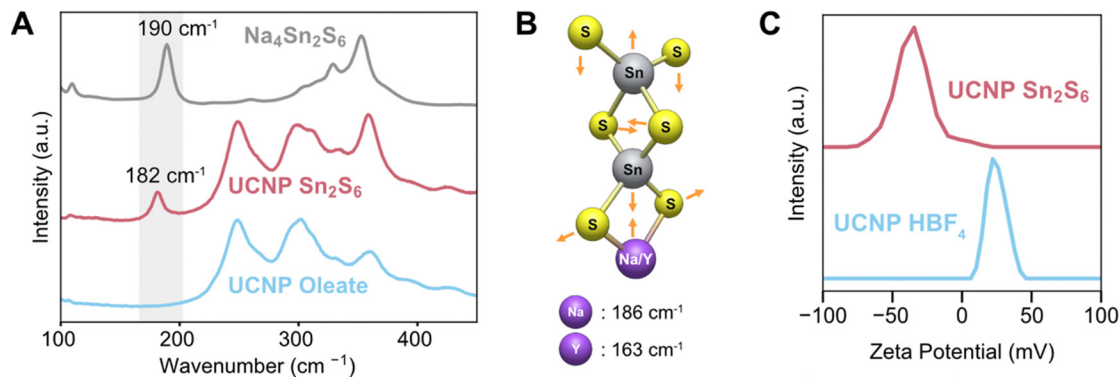 A
190 cm⁻¹
Na₄Sn₂S₆
182 cm⁻¹
UCNP Sn₂S₆
UCNP Oleate
Intensity (a.u.)
100
200
300
400
Wavenumber (cm ⁻¹)
B
S
S
Sn
S
S
Sn
S
S
Na/Y
Na : 186 cm⁻¹
Y : 163 cm⁻¹
C
UCNP Sn₂S₆
UCNP HBF₄
Intensity (a.u.)
−100
−50
0
50
100
Zeta Potential (mV)